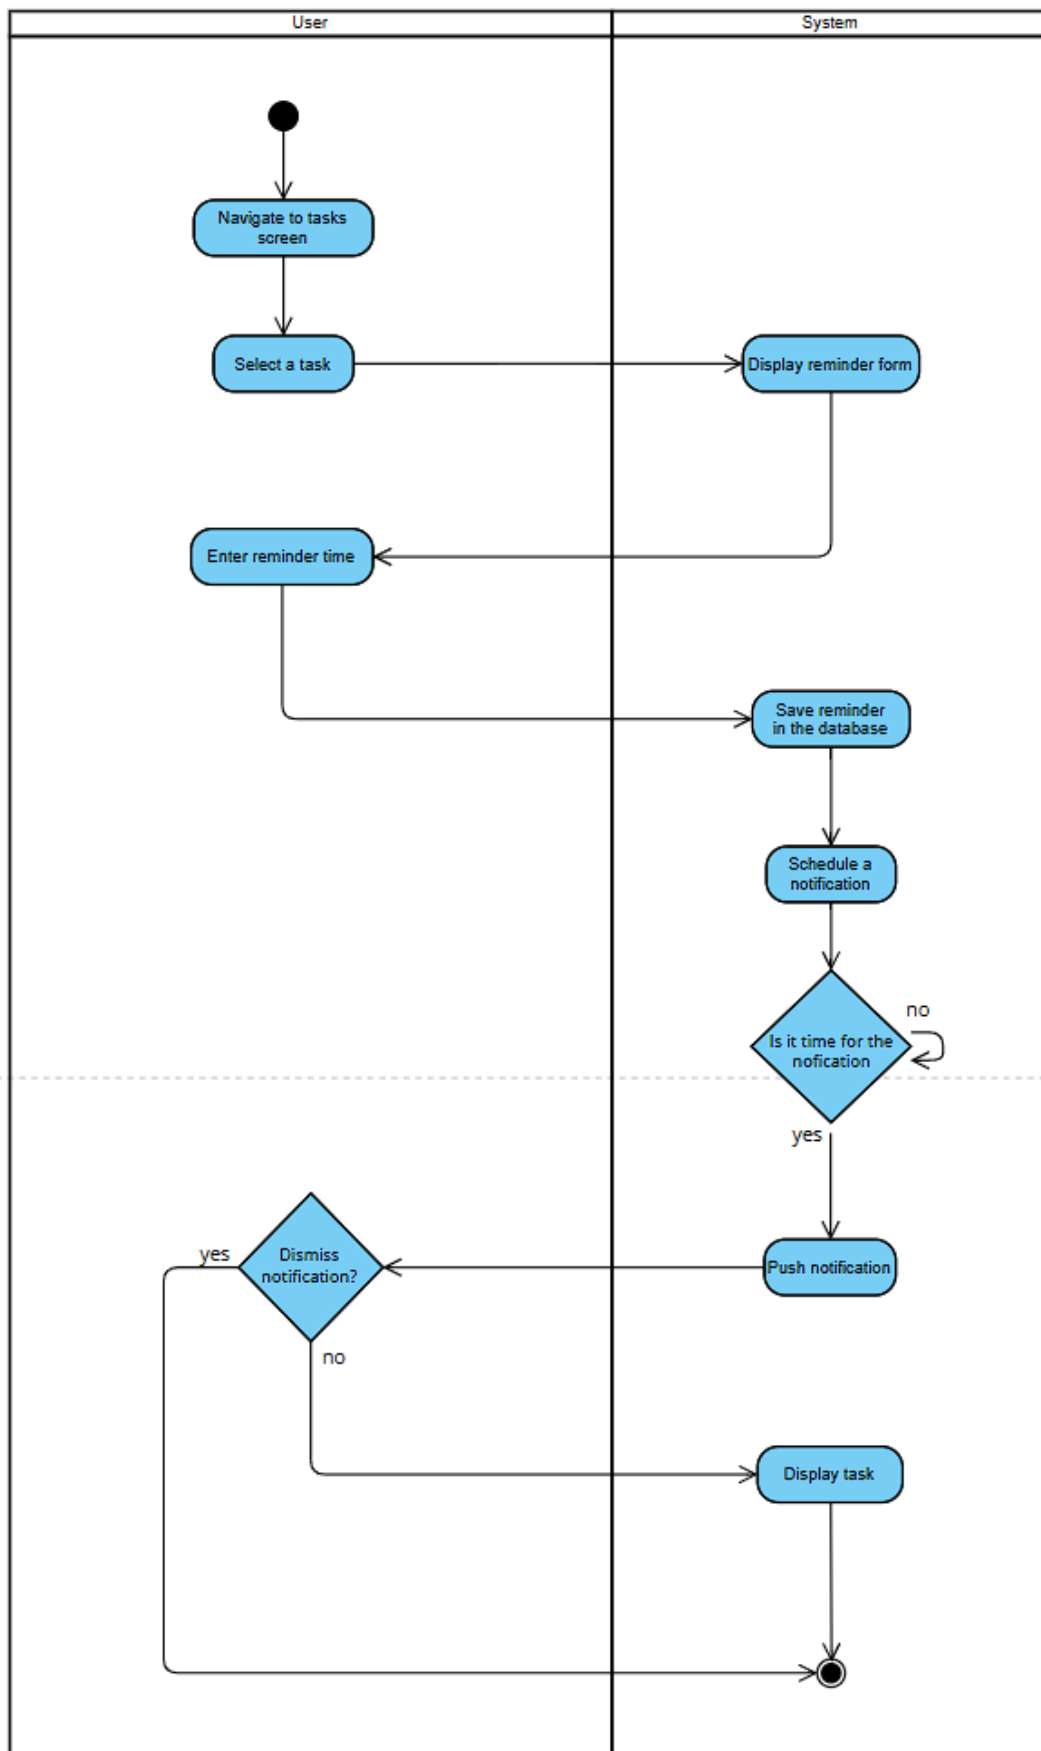 User
System
Navigate to tasks
screen
Select a task
Display reminder form
Enter reminder time
Save reminder
in the database
Schedule a
notification
no
Is it time for the
nofication
yes
yes
Dismiss
notification?
Push notification
no
Display task